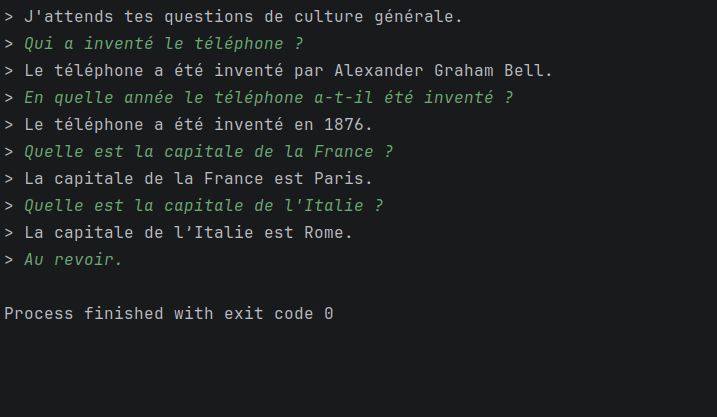 > J'attends tes questions de culture générale.
> Qui a inventé le téléphone ?
> Le téléphone a été inventé par Alexander Graham Bell.
> En quelle année le téléphone a-t-il été inventé ?
> Le téléphone a été inventé en 1876.
> Quelle est la capitale de la France ?
> La capitale de la France est Paris.
> Quelle est la capitale de l'Italie ?
> La capitale de l’Italie est Rome.
> Au revoir.
Process finished with exit code 0